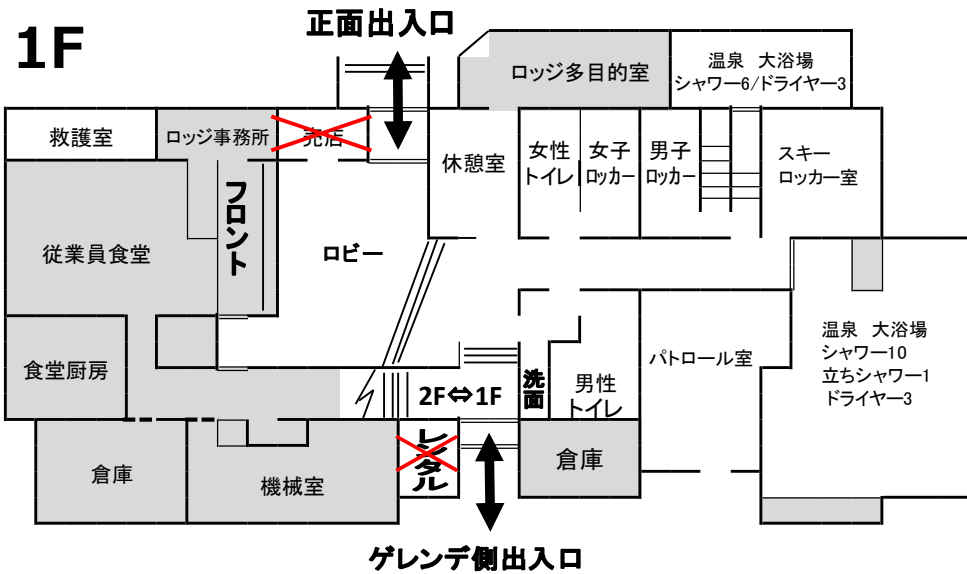 1F
正面出入口
ロッジ多目的室
温泉 大浴場
シャワー6/ドライヤー3
救護室
ロッジ事務所
売店
休憩室
女性
トイレ
女子
ロッカー
男子
ロッカー
スキー
ロッカー室
フロント
ロビー
従業員食堂
食堂厨房
2F⇔1F
洗面
男性
トイレ
パトロール室
温泉 大浴場
シャワー10
立ちシャワー1
ドライヤー3
倉庫
機械室
レンタル
倉庫
ゲレンデ側出入口